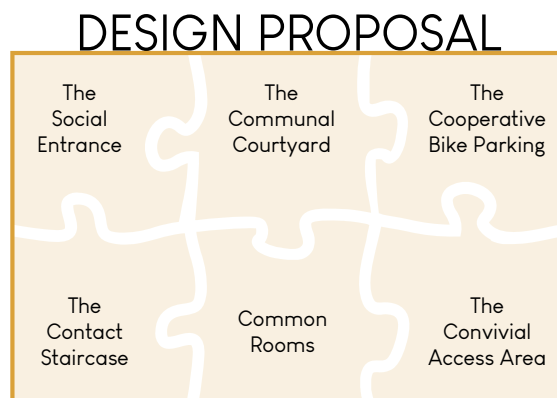 DESIGN PROPOSAL
The
Social
Entrance
The
Communal
Courtyard
The
Cooperative
Bike Parking
The
Contact
Staircase
Common
Rooms
The
Convivial
Access Area